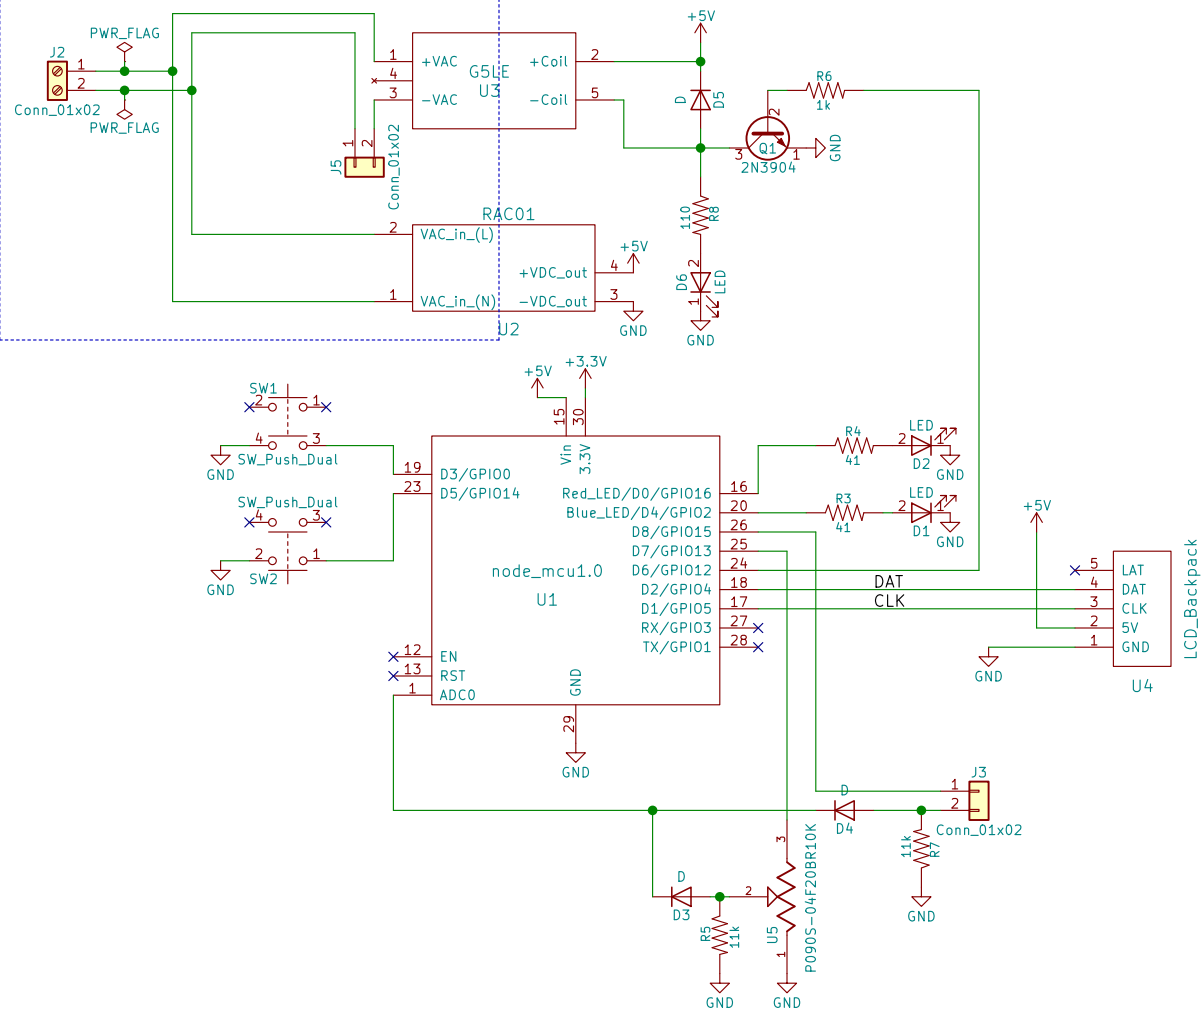 PWR_FLAG
J2
1
2
Conn_01x02
PWR_FLAG
1
4
3
+VAC
-VAC
G5LE
U3
+Coil
-Coil
2
5
1
2
J5
Conn_01x02
+5V
D
D5
R6
1k
2
Q1
3
1
2N3904
GND
110
R8
D6
2
1
LED
GND
RAC01
2
1
VAC_in_(L)
VAC_in_(N)
+VDC_out
-VDC_out
4
3
+5V
GND
U2
SW1
2
1
4
3
SW_Push_Dual
GND
SW_Push_Dual
4
3
2
1
SW2
GND
+5V
+3.3V
15
30
Vin
3.3V
19
23
D3/GPIO0
D5/GPIO14
Red_LED/D0/GPIO16
Blue_LED/D4/GPIO2
D8/GPIO15
D7/GPIO13
D6/GPIO12
D2/GPIO4
D1/GPIO5
RX/GPIO3
TX/GPIO1
16
20
26
25
24
18
17
27
28
node_mcu1.0
U1
12
13
1
EN
RST
ADC0
GND
29
GND
R4
41
2
1
LED
D2
GND
R3
41
2
1
LED
D1
GND
DAT
CLK
+5V
5
4
3
2
1
LAT
DAT
CLK
5V
GND
LCD_Backpack
U4
GND
J3
1
2
Conn_01x02
D
D4
11k
R7
GND
D
D3
2
3
1
U5
P090S-04F20BR10K
R5
11k
GND
GND